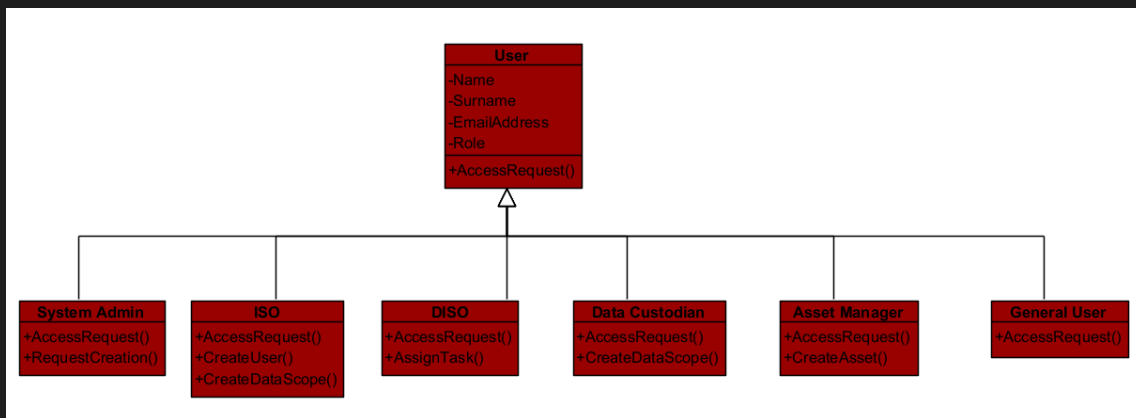 User
-Name
-Surname
-EmailAddress
-Role
+AccessRequest()
System Admin
+AccessRequest()
+RequestCreation()
ISO
+AccessRequest()
+CreateUser()
+CreateDataScope()
DISO
+AccessRequest()
+AssignTask()
Data Custodian
+AccessRequest()
+CreateDataScope()
Asset Manager
+AccessRequest()
+CreateAsset()
General User
+AccessRequest()